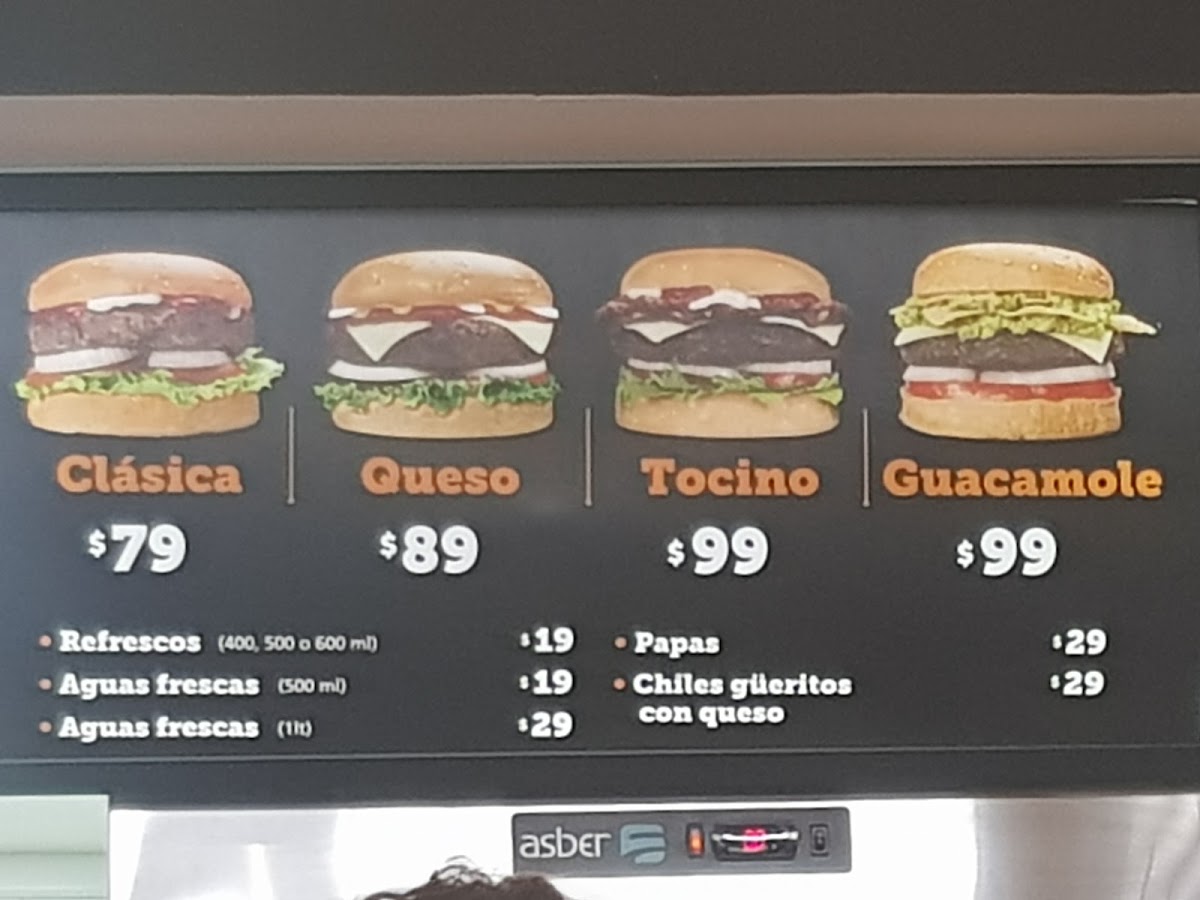 Clásica
Queso
Tocino
Guacamole
$79
$89
$99
$99
• Refrescos (400, 500 o 600 ml) $19
• Aguas frescas (500 ml) $19
• Aguas frescas (1lt) $29
• Papas $29
• Chiles güeritos $29
con queso
asber